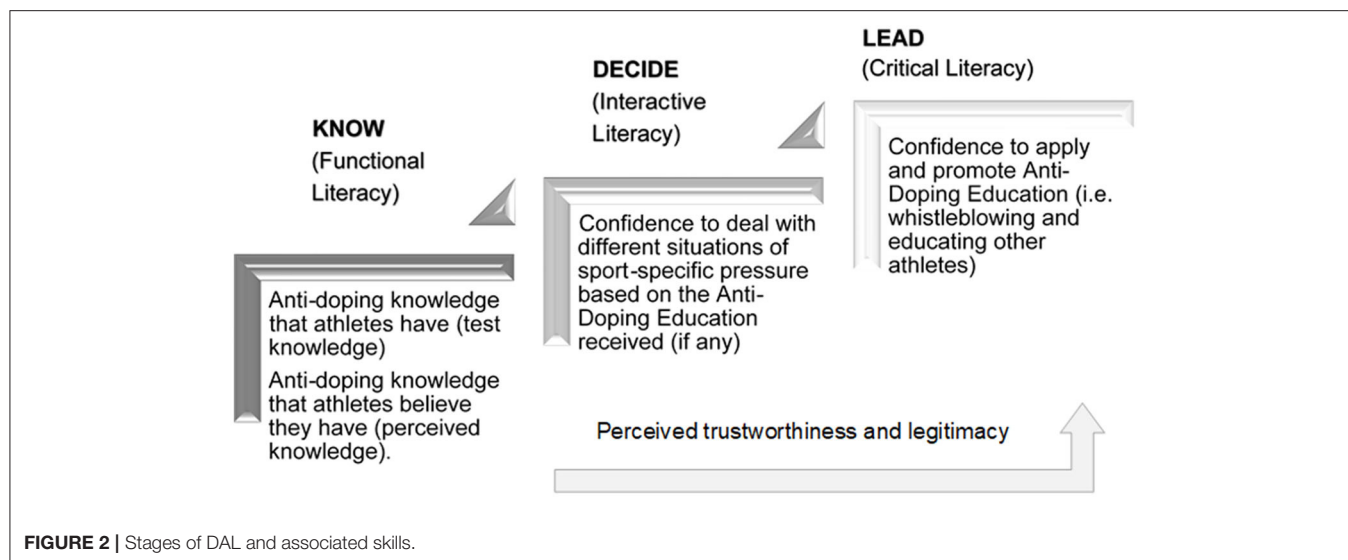 KNOW
(Functional
Literacy)
Anti-doping knowledge
that athletes have (test
knowledge)
Anti-doping knowledge
that athletes believe
they have (perceived
knowledge).
DECIDE
(Interactive
Literacy)
Confidence to deal with
different situations of
sport-specific pressure
based on the Anti-
Doping Education
received (if any)
LEAD
(Critical Literacy)
Confidence to apply
and promote Anti-
Doping Education (i.e.
whistleblowing and
educating other
athletes)
Perceived trustworthiness and legitimacy
FIGURE 2 | Stages of DAL and associated skills.